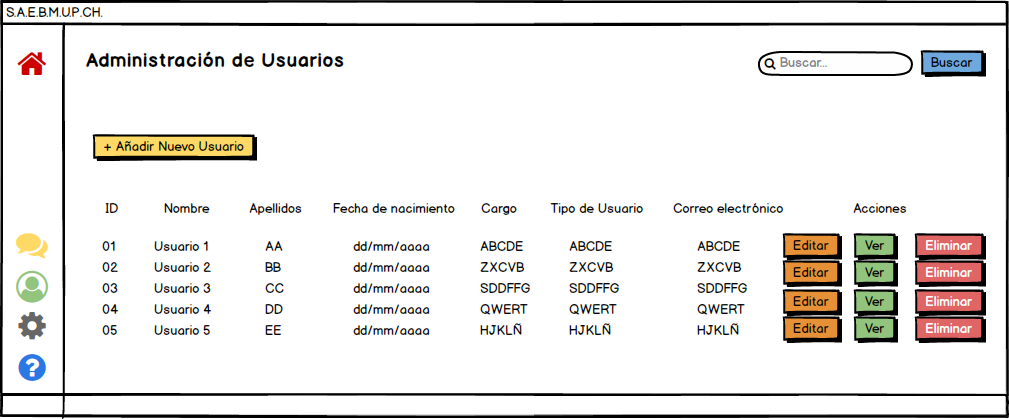 S.A.E.B.M.U.P.CH.
Administración de Usuarios
Buscar...
Buscar
+ Añadir Nuevo Usuario
ID Nombre Apellidos Fecha de nacimiento Cargo Tipo de Usuario Correo electrónico Acciones
01 Usuario 1 AA dd/mm/aaaa ABCDE ABCDE ABCDE Editar Ver Eliminar
02 Usuario 2 BB dd/mm/aaaa ZXCVB ZXCVB ZXCVB Editar Ver Eliminar
03 Usuario 3 CC dd/mm/aaaa SDDFFG SDDFFG SDDFFG Editar Ver Eliminar
04 Usuario 4 DD dd/mm/aaaa QWERT QWERT QWERT Editar Ver Eliminar
05 Usuario 5 EE dd/mm/aaaa HJKLÑ HJKLÑ HJKLÑ
?